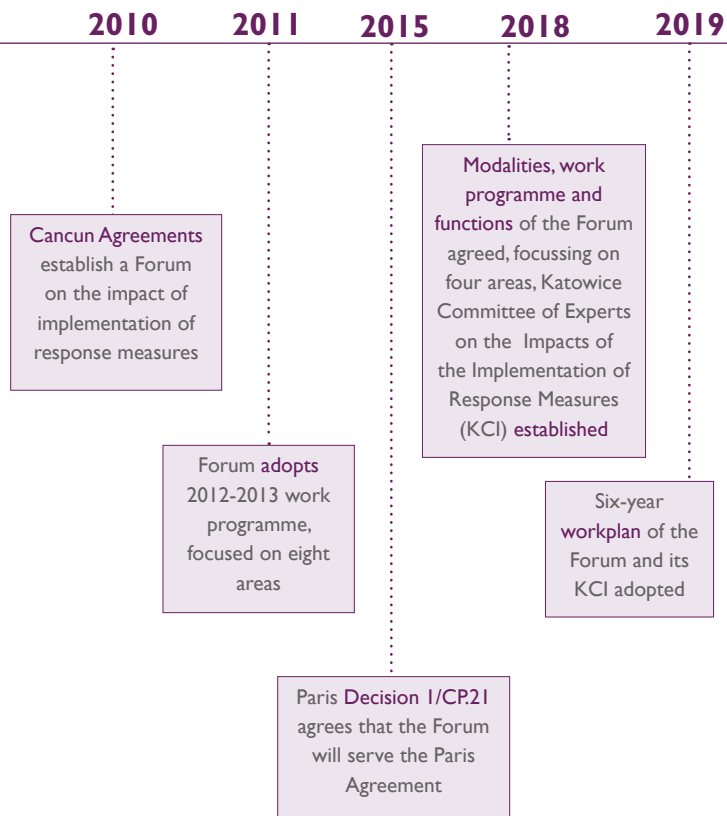 2010 2011 2015 2018 2019
Cancun Agreements
establish a Forum
on the impact of
implementation of
response measures
Forum adopts
2012-2013 work
programme,
focused on eight
areas
Paris Decision 1/CP.21
agrees that the Forum
will serve the Paris
Agreement
Modalities, work
programme and
functions of the Forum
agreed, focussing on
four areas, Katowice
Committee of Experts
on the Impacts of
the Implementation of
Response Measures
(KCI) established
Six-year
workplan of the
Forum and its
KCI adopted